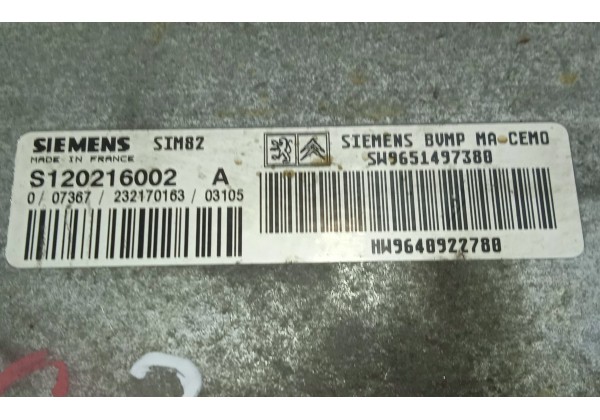 SIEMENS SIM82
MADE IN FRANCE
S120216002 A
0 / 07367 / 232170163 / 03105
SIEMENS BVMP MA-CEMO
SW9651497380
HW9640922780